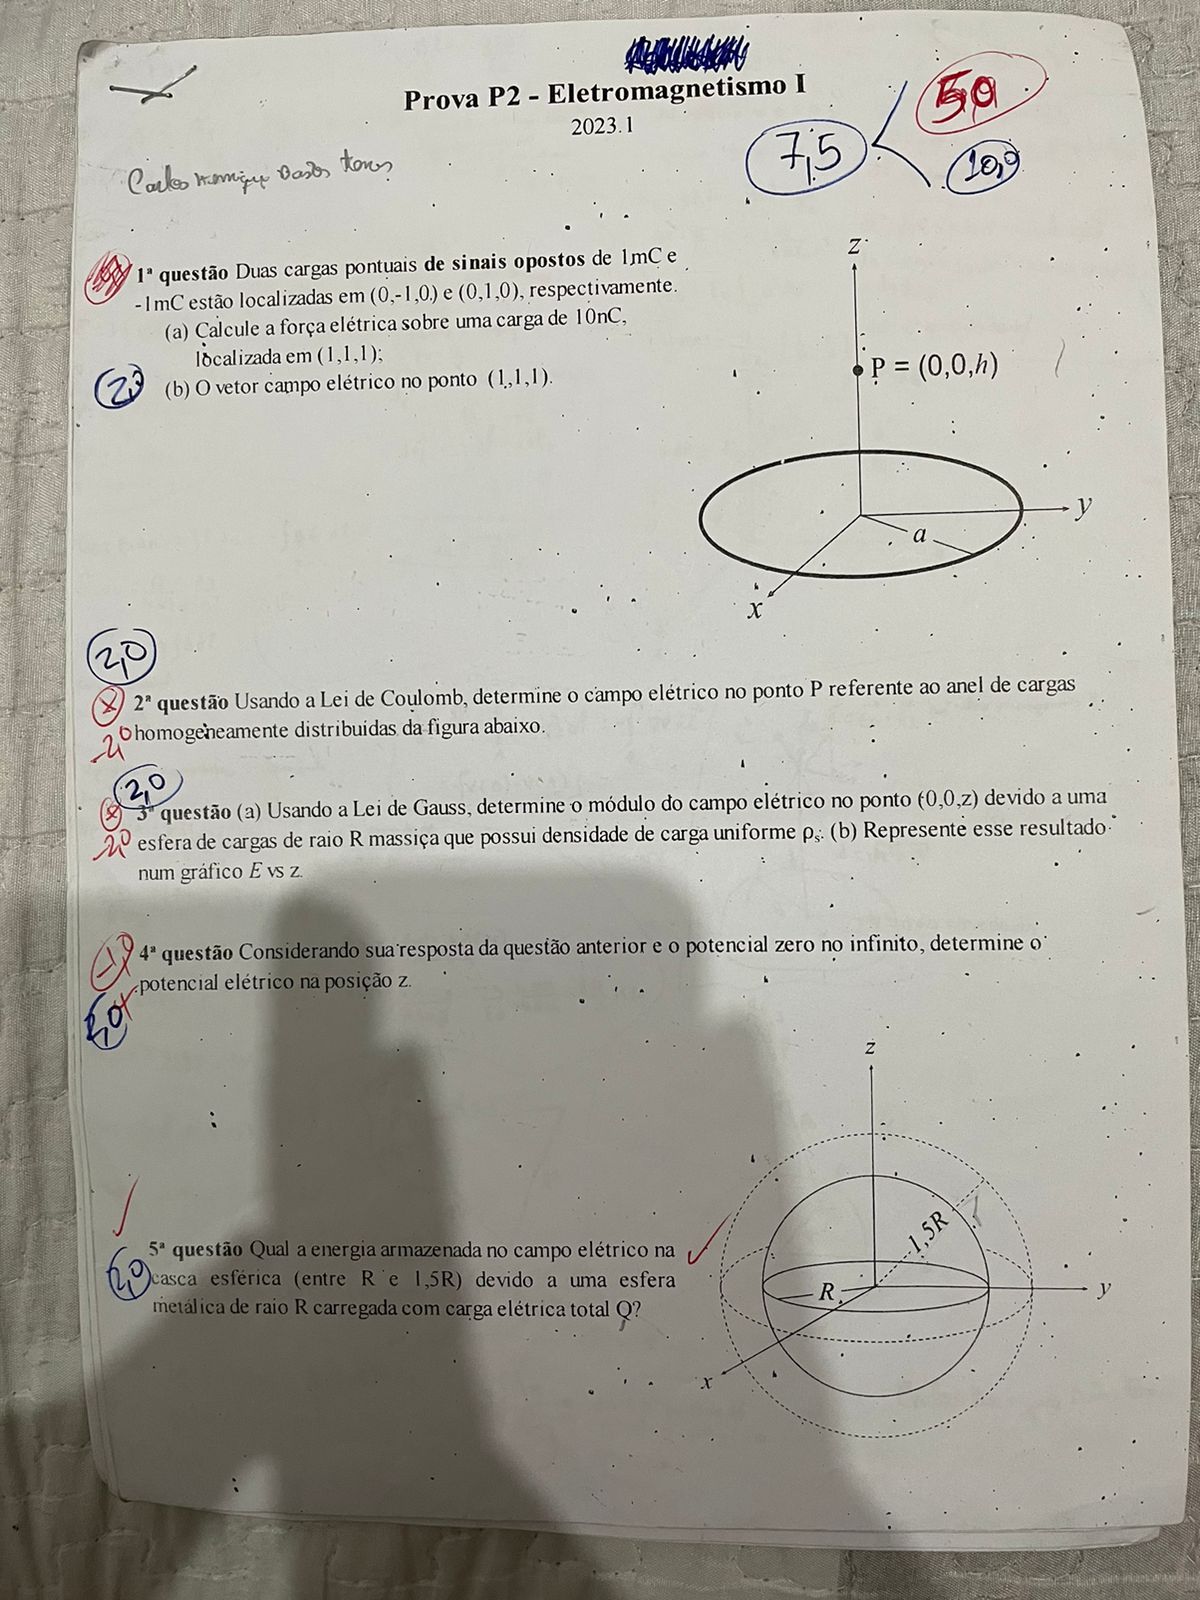 Prova P2 - Eletromagnetismo I
2023.1
7,5
5,0
10,0
Carlos Henrique
1ª questão Duas cargas pontuais de sinais opostos de 1mC e
-1mC estão localizadas em (0,-1,0) e (0,1,0), respectivamente.
(a) Calcule a força elétrica sobre uma carga de 10nC,
localizada em (1,1,1);
2,0
(b) O vetor campo elétrico no ponto (1,1,1).
z
P = (0,0,h)
y
a
x
2,0
2ª questão Usando a Lei de Coulomb, determine o campo elétrico no ponto P referente ao anel de cargas
-2,0
homogeneamente distribuídas da figura abaixo.
2,0
3ª questão (a) Usando a Lei de Gauss, determine o módulo do campo elétrico no ponto (0,0,z) devido a uma
-2,0
esfera de cargas de raio R massiça que possui densidade de carga uniforme ρs. (b) Represente esse resultado
num gráfico E vs z.
-1,0
4ª questão Considerando sua resposta da questão anterior e o potencial zero no infinito, determine o
potencial elétrico na posição z.
2,0
z
1,5R
R
y
x
5ª questão Qual a energia armazenada no campo elétrico na
2,0
casca esférica (entre R e 1,5R) devido a uma esfera
metálica de raio R carregada com carga elétrica total Q?